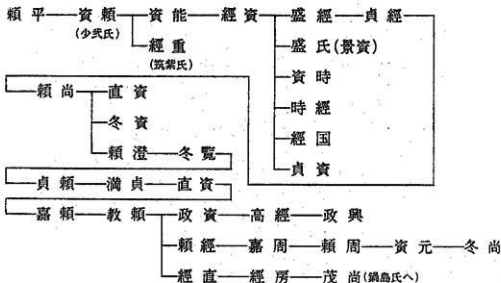 頼平 資頼 資能 經資 盛經 貞經
(少弐氏)
經重 盛氏(景資)
(筑紫氏)
資時
頼尚 直資
時經
冬資
經国
頼澄 冬覧
貞資
貞頼 満貞 直資
嘉頼 教頼 政資 高經 政興
頼經 嘉周 頼周 資元 冬尚
經直 經房 茂尚(鍋島氏へ)